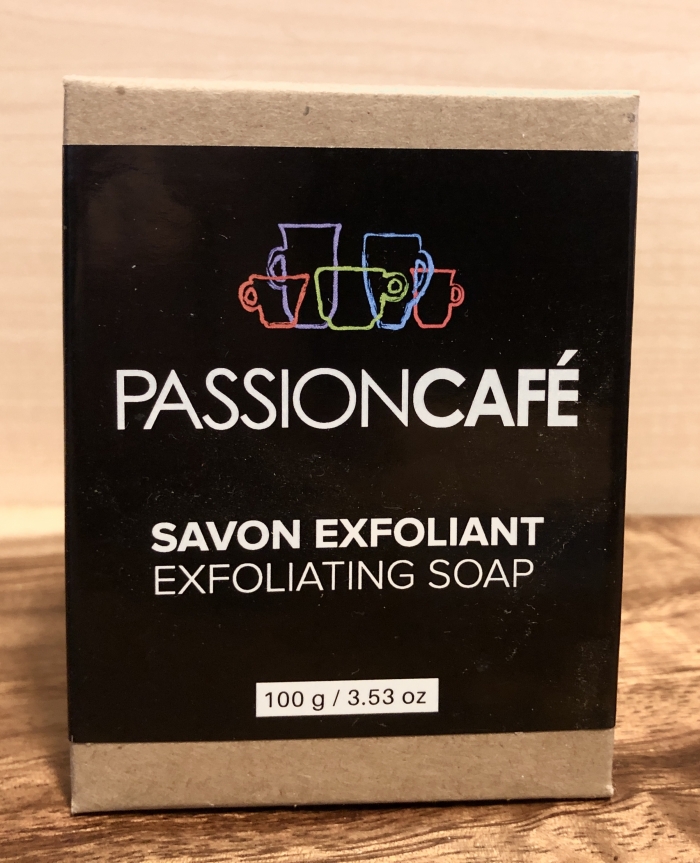 PASSIONCAFÉ
SAVON EXFOLIANT
EXFOLIATING SOAP
100 g / 3.53 oz